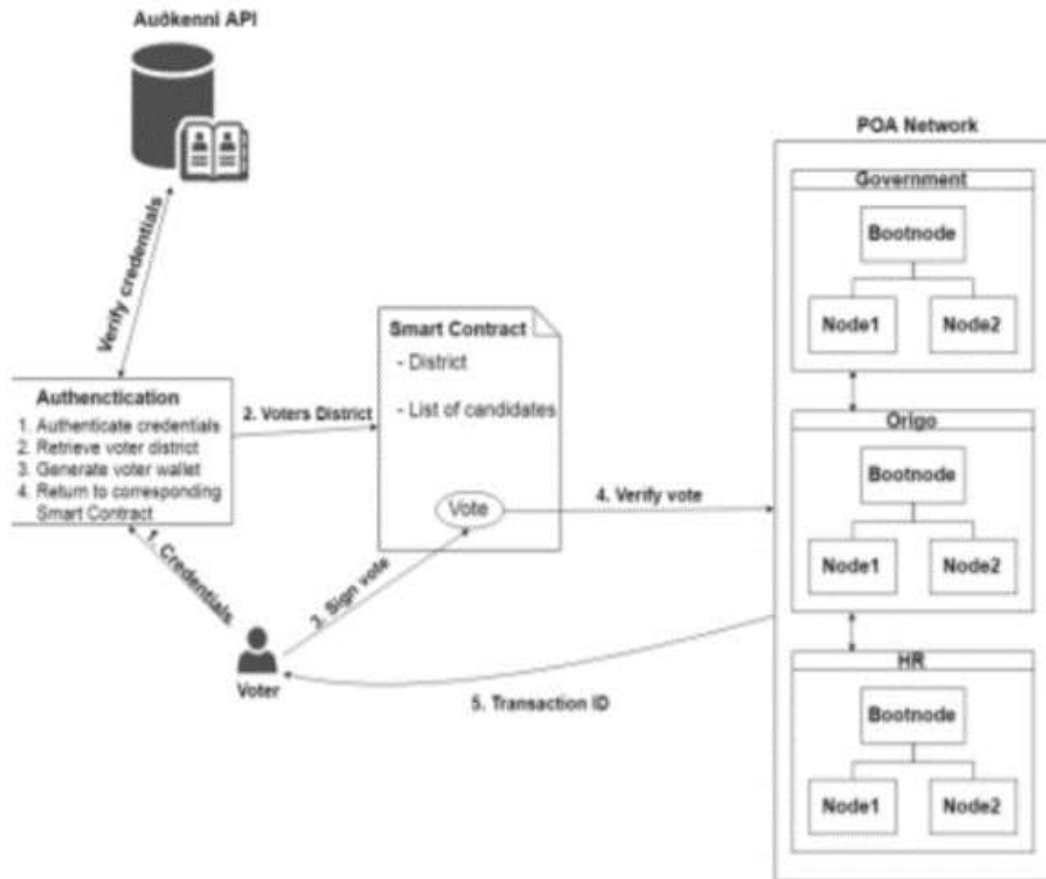 Auðkenni API
Verify credentials
Authenctication
1. Authenticate credentials
2. Retrieve voter district
3. Generate voter wallet
4. Return to corresponding
Smart Contract
2. Voters District
Smart Contract
- District
- List of candidates
Vote
1. Credentials
3. Sign vote
Voter
4. Verify vote
5. Transaction ID
POA Network
Government
Bootnode
Node1
Node2
Origo
Bootnode
Node1
Node2
HR
Bootnode
Node1
Node2